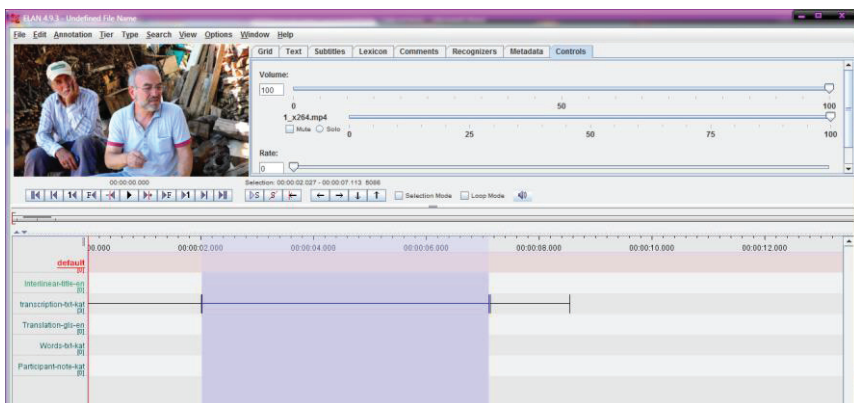 ELAN 4.9.3 - Undefined File Name
File Edit Annotation Tier Type Search View Options Window Help
Grid Text Subtitles Lexicon Comments Recognizers Metadata Controls
Volume:
100
0 50 100
1_x264.mp4
Mute Solo 0 25 50 75 100
Rate:
0
00:00:00.000 Selection: 00:00:02.027 - 00:00:07.113 5086
1 F F 1 S S Selection Mode Loop Mode
00.000 00:00:02.000 00:00:04.000 00:00:06.000 00:00:08.000 00:00:10.000 00:00:12.000
default
[0]
Interlinear-title-en
[0]
transcription-txt-kat
[3]
Translation-gls-en
[0]
Words-txt-kat
[0]
Participant-note-kat
[0]